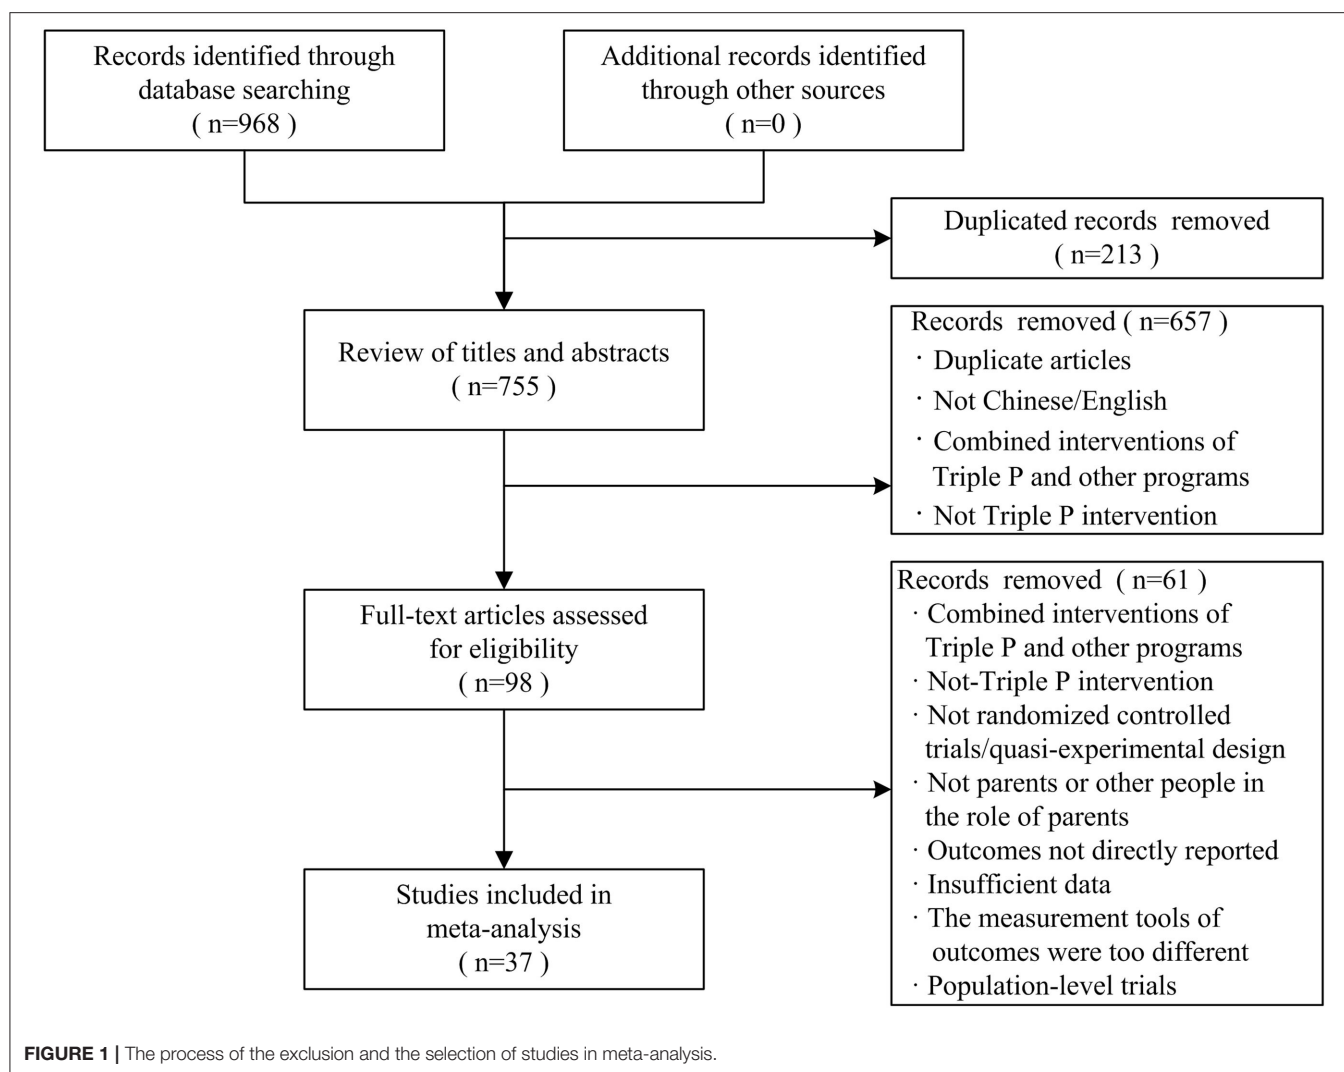 Records identified through
database searching
( n=968 )
Additional records identified
through other sources
( n=0 )
Duplicated records removed
( n=213 )
Review of titles and abstracts
( n=755 )
Records removed ( n=657 )
· Duplicate articles
· Not Chinese/English
· Combined interventions of
Triple P and other programs
· Not Triple P intervention
Full-text articles assessed
for eligibility
( n=98 )
Records removed ( n=61 )
· Combined interventions of
Triple P and other programs
· Not-Triple P intervention
· Not randomized controlled
trials/quasi-experimental design
· Not parents or other people in
the role of parents
· Outcomes not directly reported
· Insufficient data
· The measurement tools of
outcomes were too different
· Population-level trials
Studies included in
meta-analysis
( n=37 )
FIGURE 1 | The process of the exclusion and the selection of studies in meta-analysis.